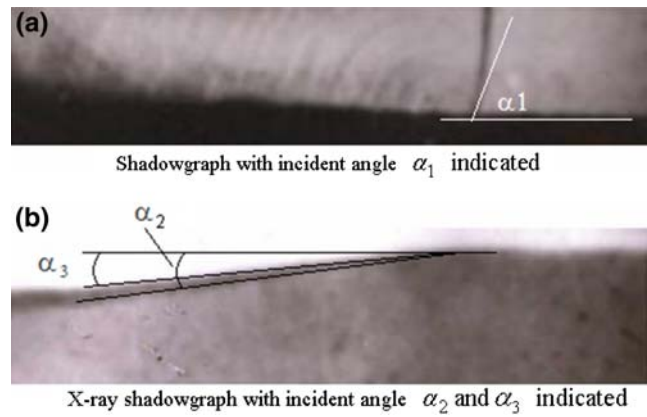 (a)
α1
Shadowgraph with incident angle α₁ indicated
(b)
α₂
α₃
X-ray shadowgraph with incident angle α₂ and α₃ indicated